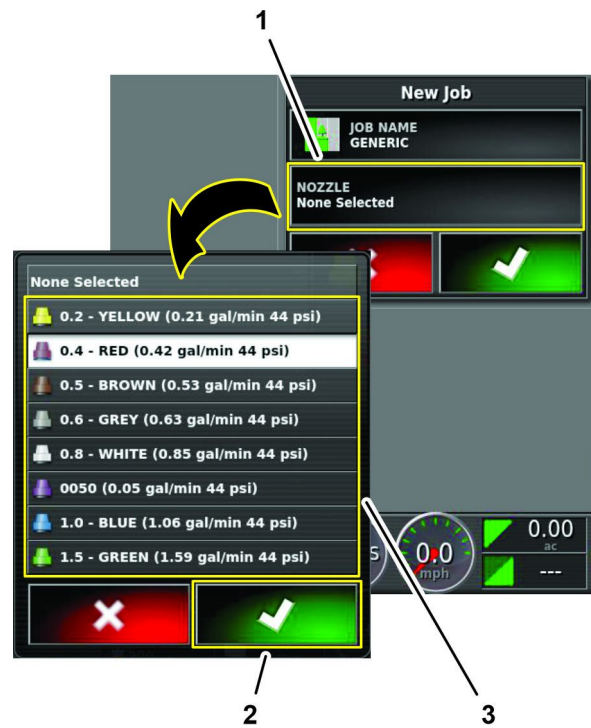 1
New Job
JOB NAME
GENERIC
NOZZLE
None Selected
None Selected
0.2 - YELLOW (0.21 gal/min 44 psi)
0.4 - RED (0.42 gal/min 44 psi)
0.5 - BROWN (0.53 gal/min 44 psi)
0.6 - GREY (0.63 gal/min 44 psi)
0.8 - WHITE (0.85 gal/min 44 psi)
0050 (0.05 gal/min)
1.0 - BLUE (1.06 gal/min 44 psi)
1.5 - GREEN (1.59 gal/min 44 psi)
S
0.0
mph
0.00
ac
---
2
3